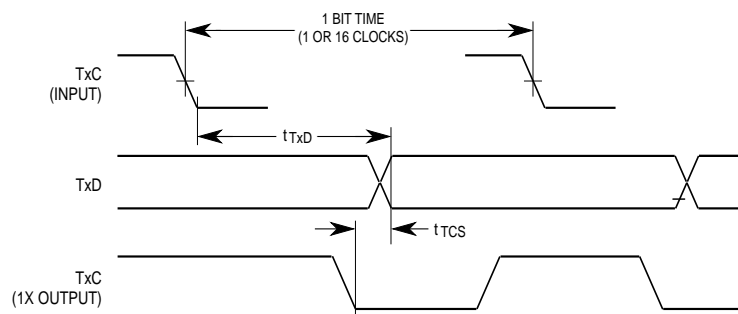 1 BIT TIME
(1 OR 16 CLOCKS)
TxC
(INPUT)
tTxD
TxD
tTCS
TxC
(1X OUTPUT)